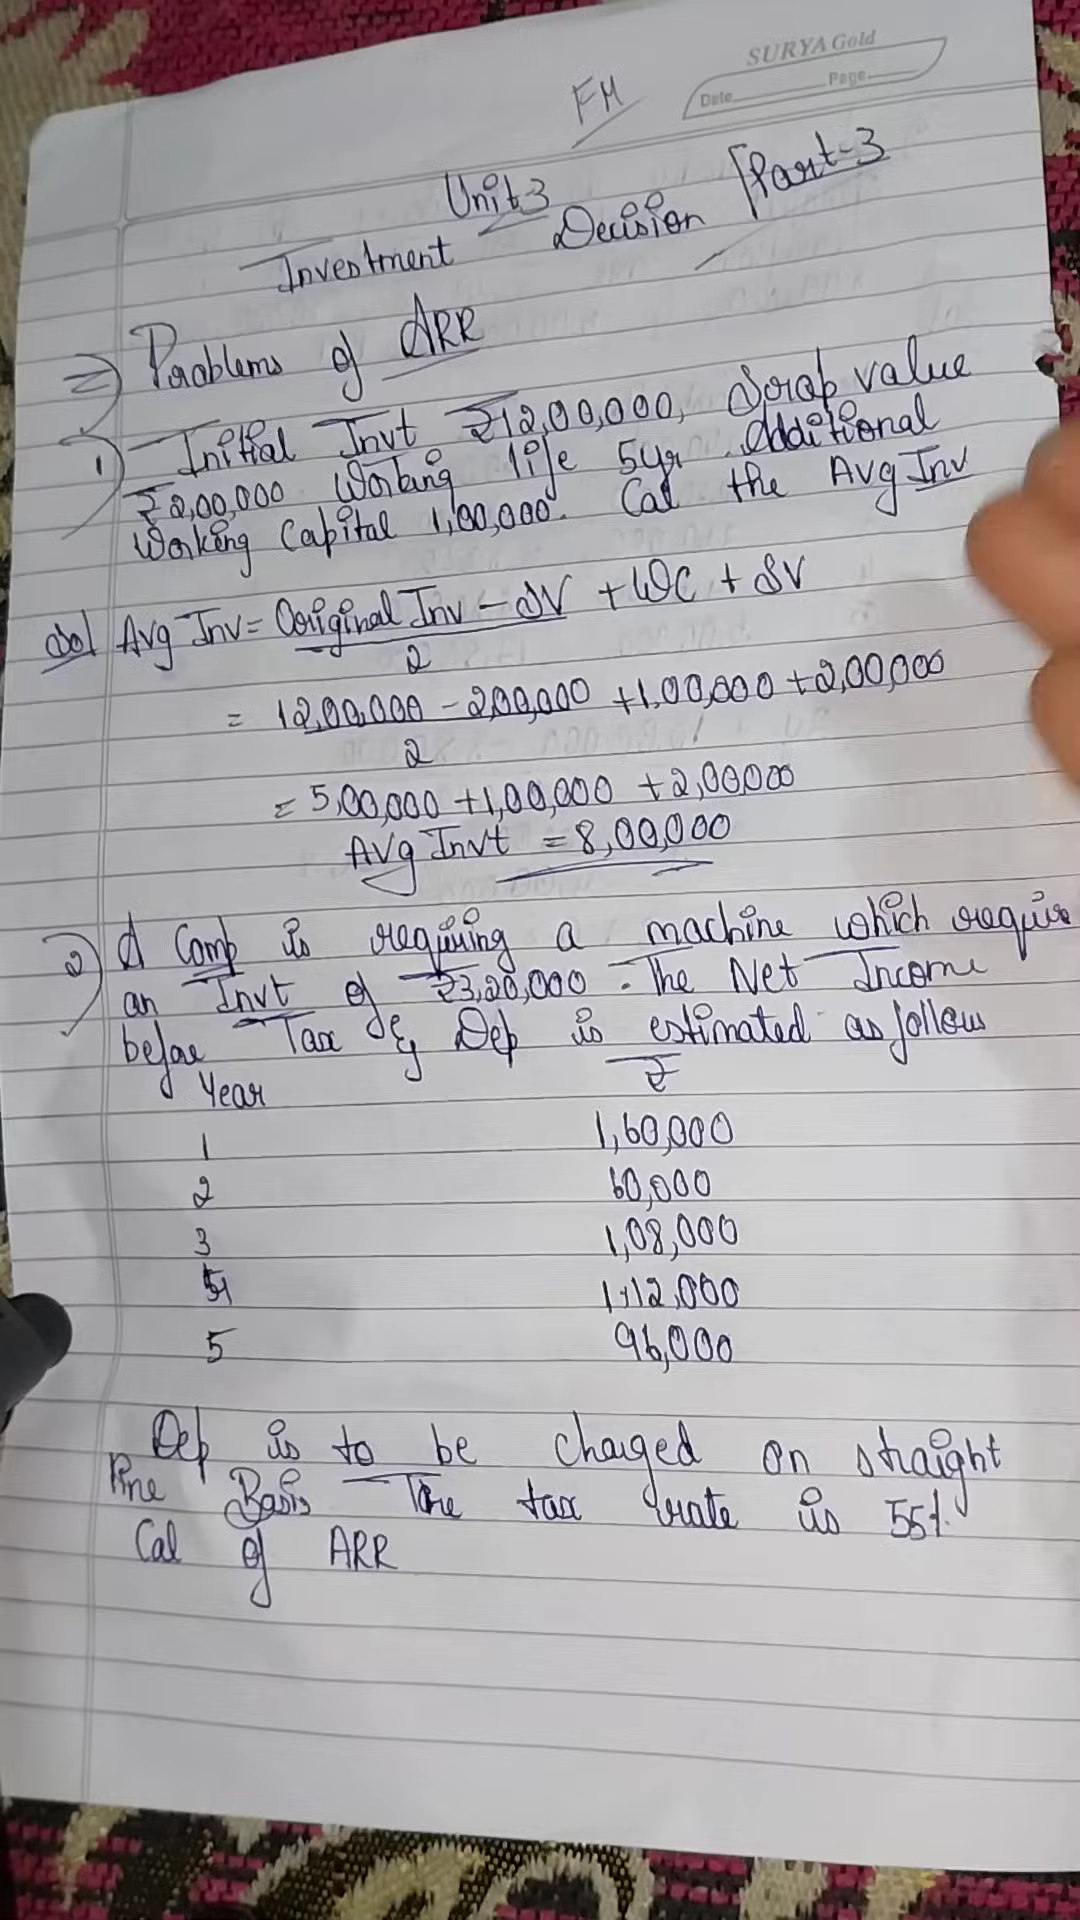 SURYA Gold
Date Page
FM
Unit 3
Investment Decision Part-3
Problems of ARR
1) Initial Invt ₹12,00,000, Scrap value
₹2,00,000 Working life 5yr. Additional
Working Capital 1,00,000. Cal the Avg Inv
Sol Avg Inv = Original Inv - SV + WC + SV
2
= 12,00,000 - 2,00,000 + 1,00,000 + 2,00,000
2
= 5,00,000 + 1,00,000 + 2,00,000
Avg Invt = 8,00,000
2) A Comp is requiring a machine which require
an Invt of ₹3,20,000. The Net Income
before Tax & Dep is estimated as follows
Year ₹
1 1,60,000
2 60,000
3 1,08,000
4 1,12,000
5 96,000
Dep is to be charged on straight
line Basis The tax rate is 55%.
Cal of ARR